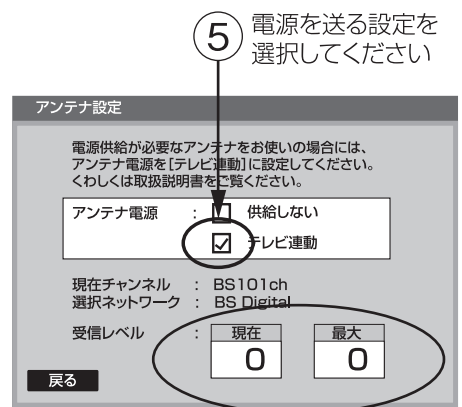 ⑤ 電源を送る設定を
選択してください
アンテナ設定
電源供給が必要なアンテナをお使いの場合には、
アンテナ電源を[テレビ連動]に設定してください。
くわしくは取扱説明書をご覧ください。
アンテナ電源 : 供給しない
テレビ連動
現在チャンネル : BS101ch
選択ネットワーク : BS Digital
受信レベル : 現在 最大
0 0
戻る